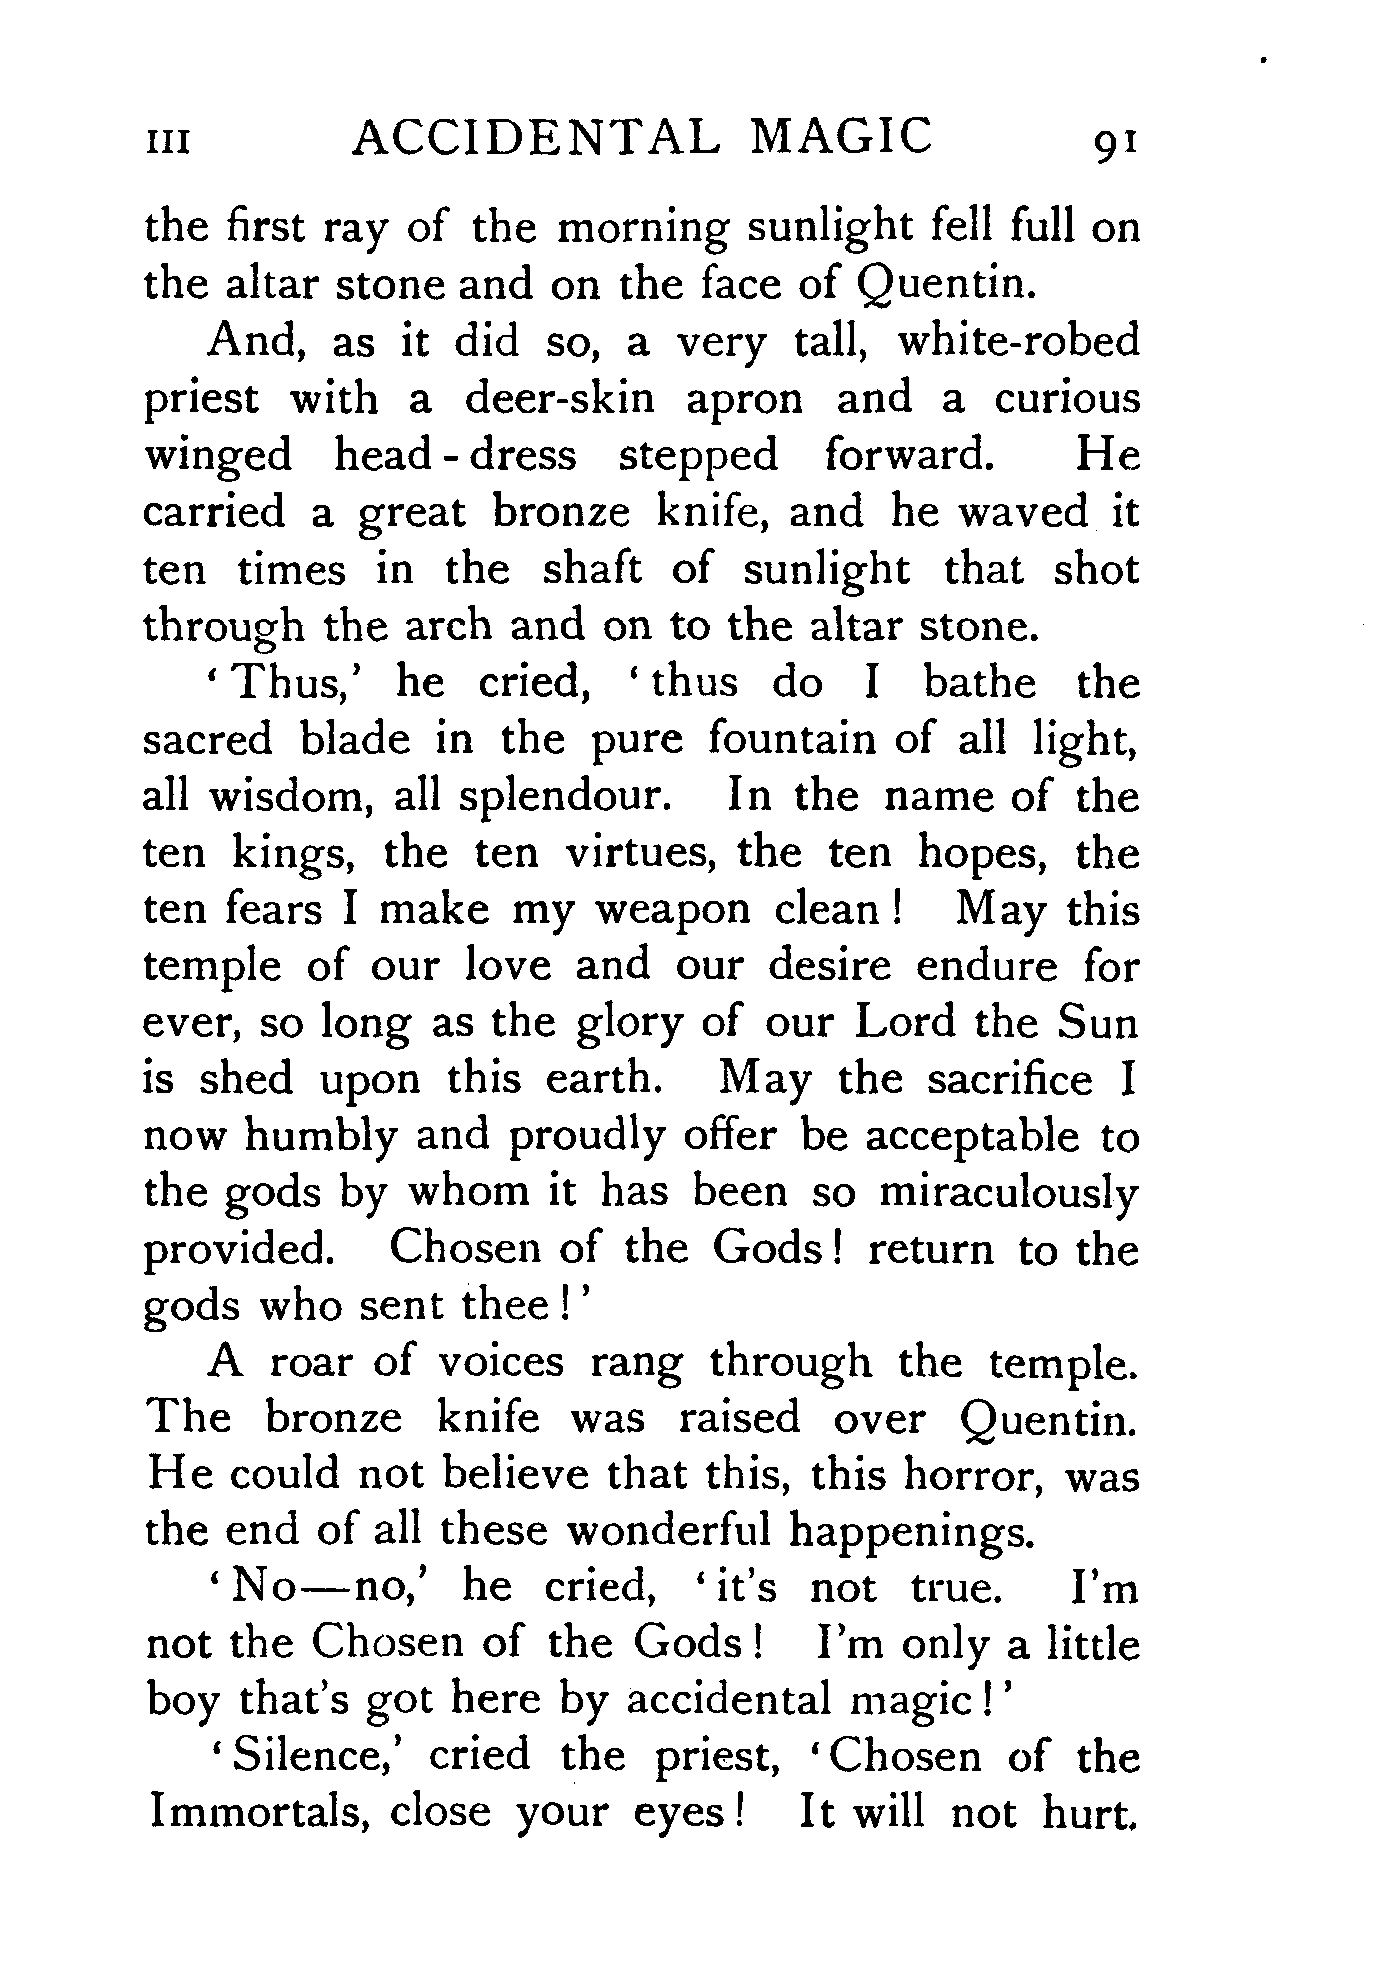 III ACCIDENTAL MAGIC 91
the first ray of the morning sunlight fell full on
the altar stone and on the face of Quentin.
And, as it did so, a very tall, white-robed
priest with a deer-skin apron and a curious
winged head-dress stepped forward. He
carried a great bronze knife, and he waved it
ten times in the shaft of sunlight that shot
through the arch and on to the altar stone.
‘Thus,’ he cried, ‘thus do I bathe the
sacred blade in the pure fountain of all light,
all wisdom, all splendour. In the name of the
ten kings, the ten virtues, the ten hopes, the
ten fears I make my weapon clean! May this
temple of our love and our desire endure for
ever, so long as the glory of our Lord the Sun
is shed upon this earth. May the sacrifice I
now humbly and proudly offer be acceptable to
the gods by whom it has been so miraculously
provided. Chosen of the Gods! return to the
gods who sent thee!’
A roar of voices rang through the temple.
The bronze knife was raised over Quentin.
He could not believe that this, this horror, was
the end of all these wonderful happenings.
‘No—no,’ he cried, ‘it's not true. I'm
not the Chosen of the Gods! I'm only a little
boy that's got here by accidental magic!’
‘Silence,’ cried the priest, ‘Chosen of the
Immortals, close your eyes! It will not hurt.